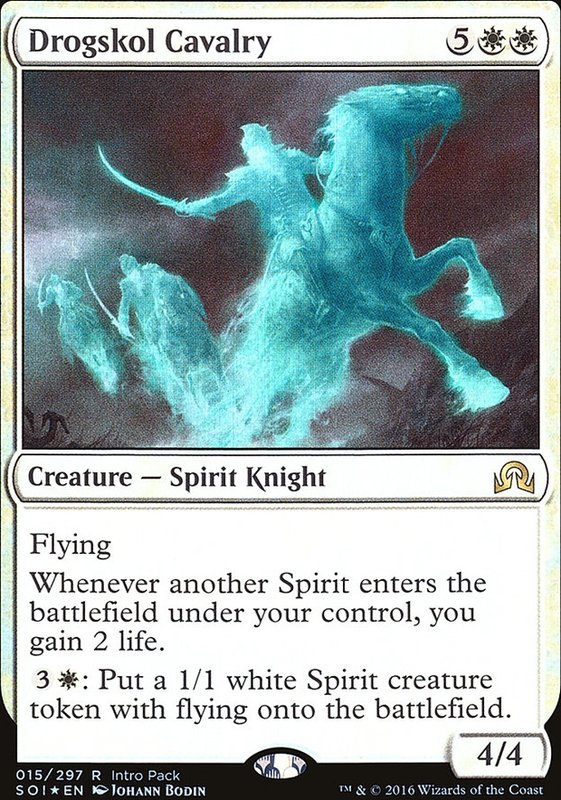 Drogskol Cavalry 5
Creature — Spirit Knight
Flying
Whenever another Spirit enters the
battlefield under your control, you
gain 2 life.
3 : Put a 1/1 white Spirit creature
token with flying onto the battlefield.
4/4
015/297 R Intro Pack
SOI★EN Johann Bodin
™ & © 2016 Wizards of the Coast